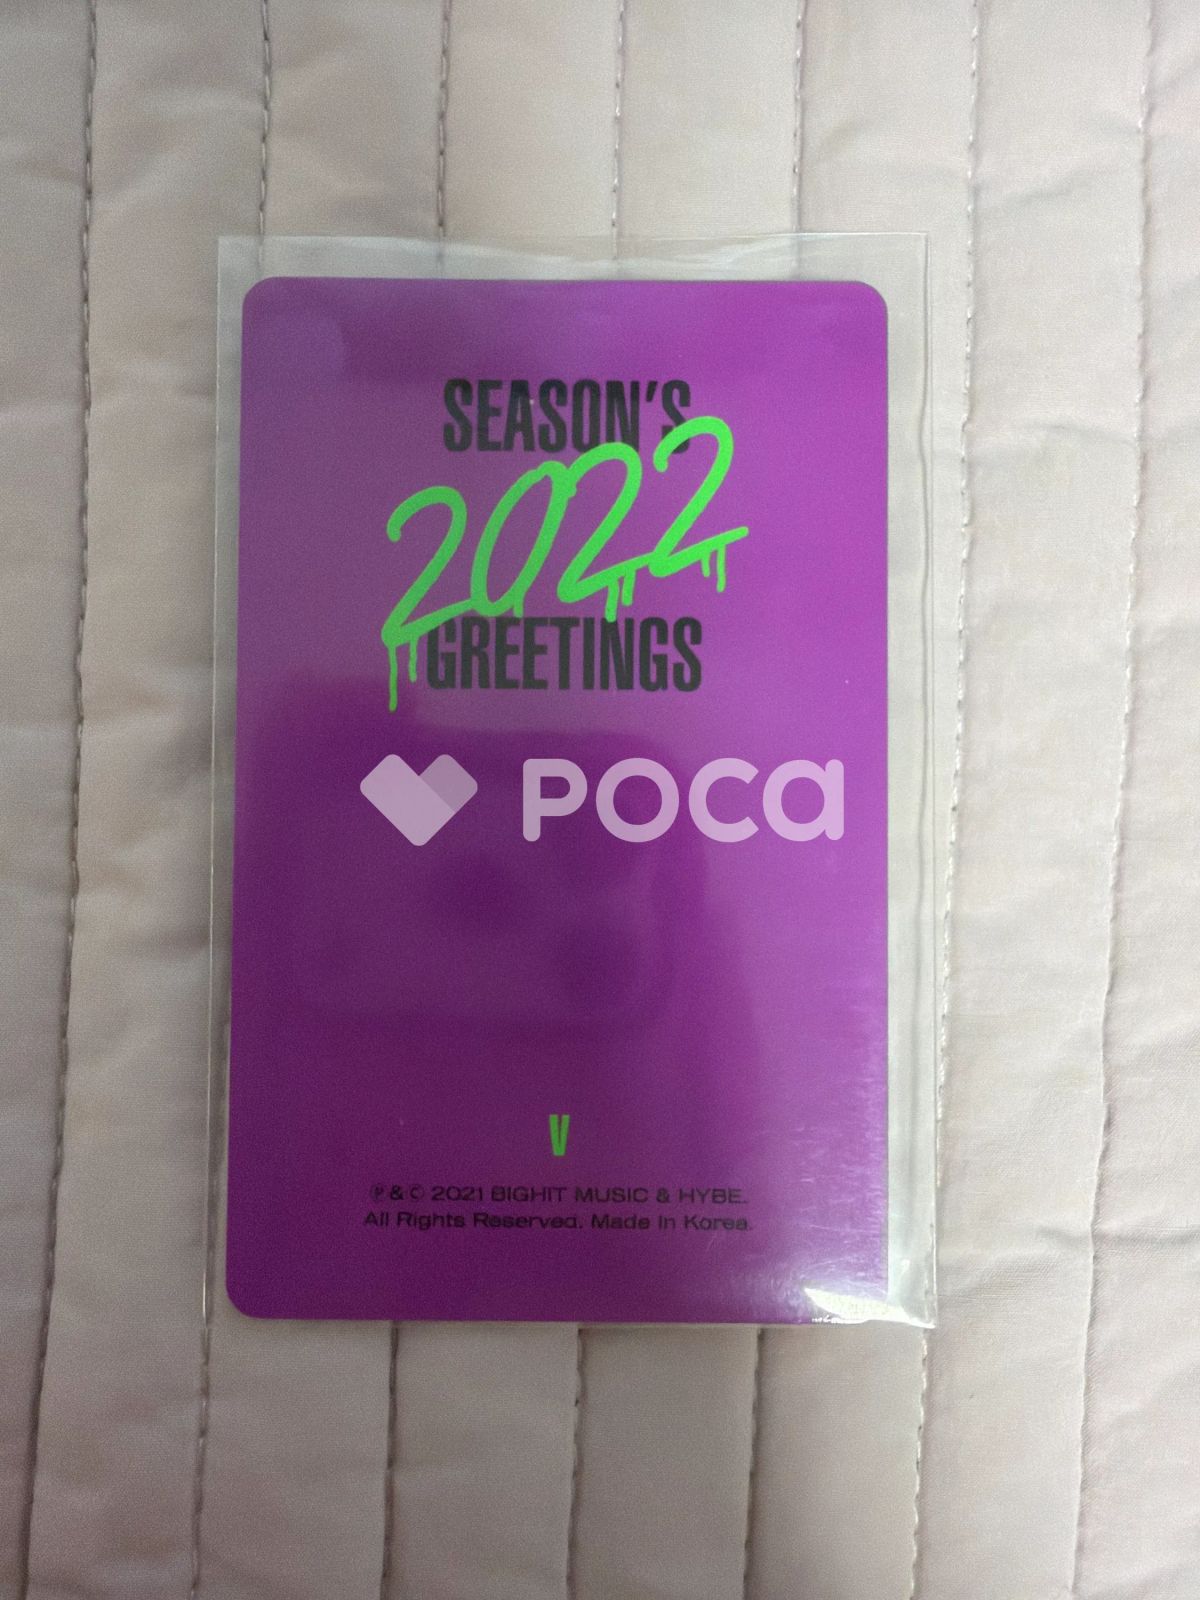 SEASON'S
2022
GREETINGS
POCA
V
Ⓟ & Ⓒ 2021 BIGHIT MUSIC & HYBE.
All Rights Reserved. Made in Korea.